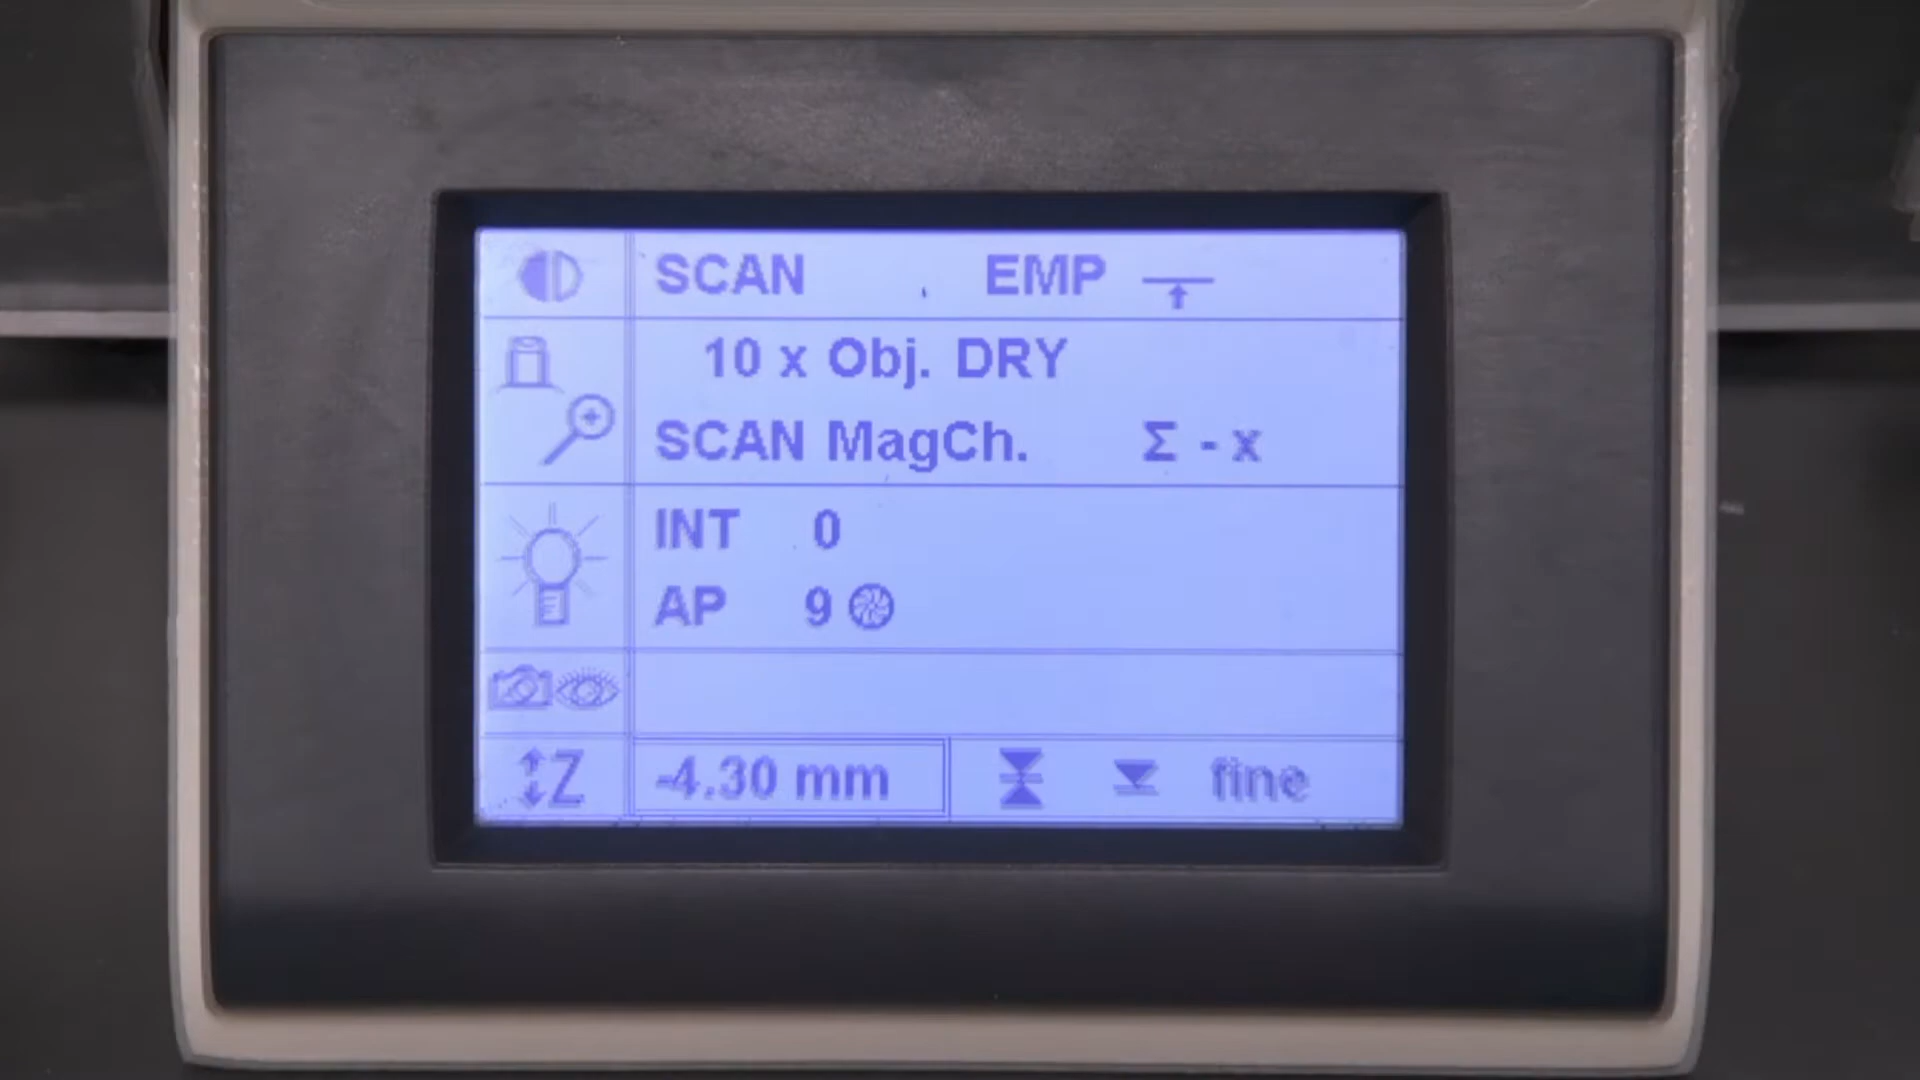 SCAN EMP
10 x Obj. DRY
SCAN MagCh. Σ - x
INT 0
AP 9
Z -4.30 mm fine